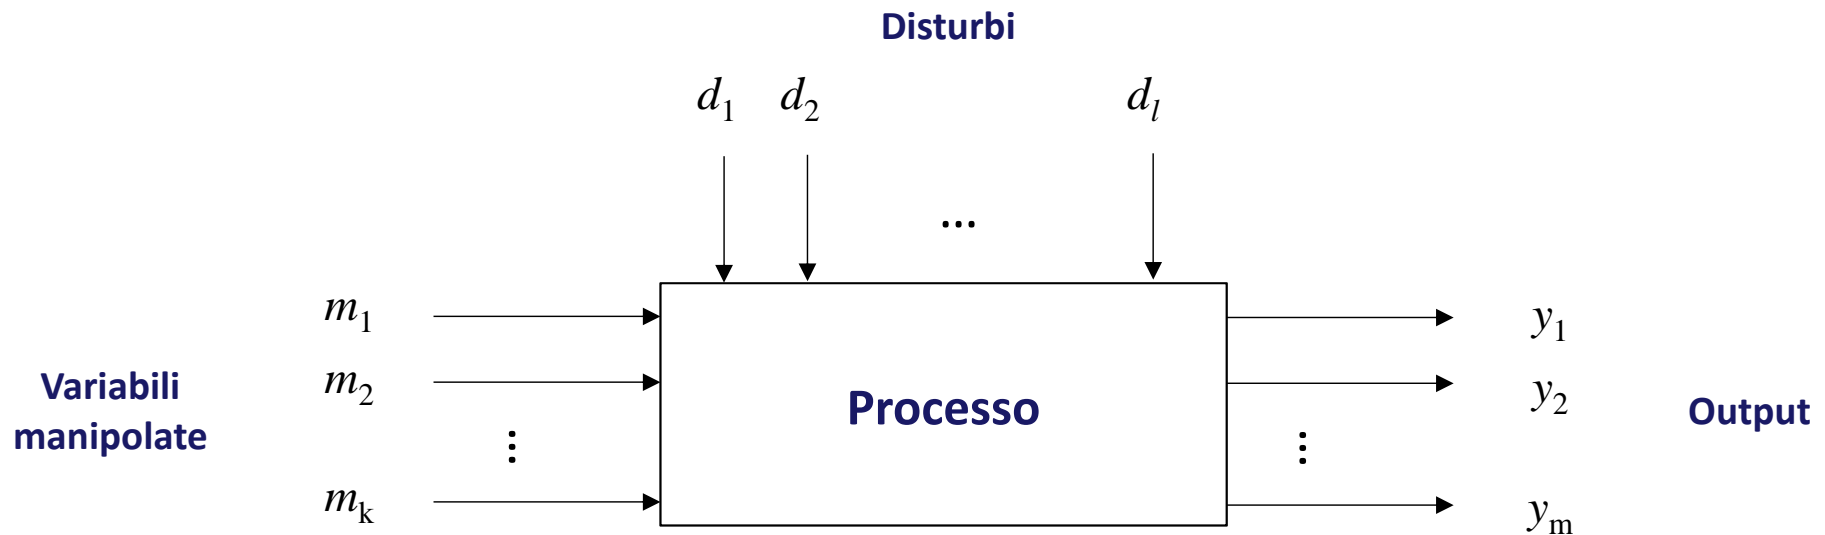 Disturbi
d1 d2 dl
...
m1
m2
...
mk
Variabili
manipolate
Processo
y1
y2
...
ym
Output